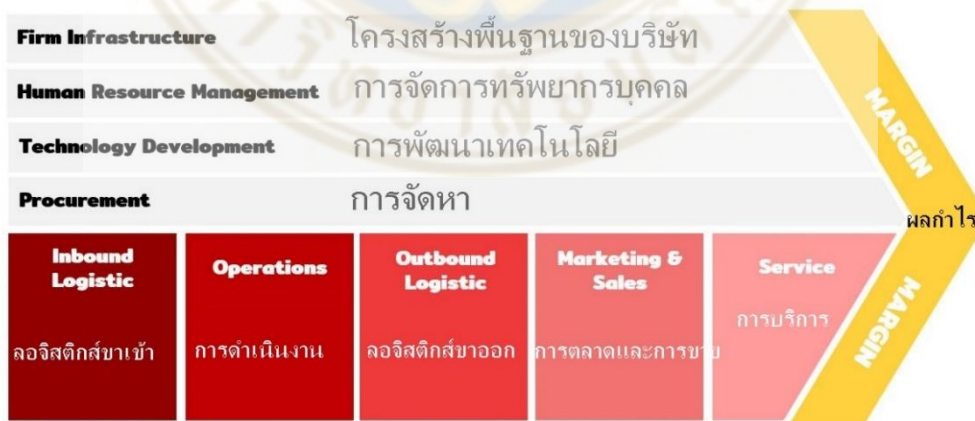 Firm Infrastructure โครงสร้างพื้นฐานของบริษัท
Human Resource Management การจัดการทรัพยากรบุคคล
Technology Development การพัฒนาเทคโนโลยี
Procurement การจัดหา
MARGIN
ผลกำไร
MARGIN
Inbound
Logistic
ลอจิสติกส์ขาเข้า
Operations
การดำเนินงาน
Outbound
Logistic
ลอจิสติกส์ขาออก
Marketing &
Sales
การตลาดและการขาย
Service
การบริการ